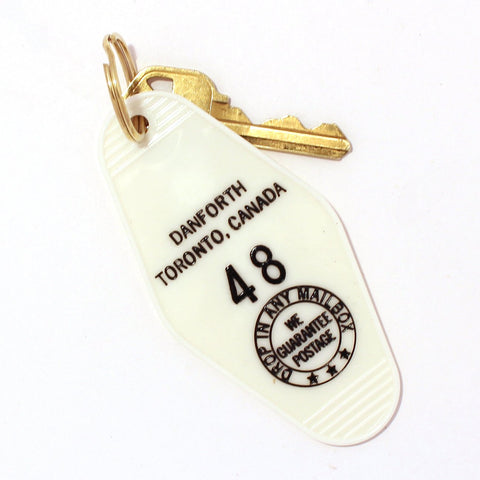 DANFORTH
TORONTO, CANADA
48
DROP IN ANY MAILBOX
WE
GUARANTEE
POSTAGE
★ ★ ★